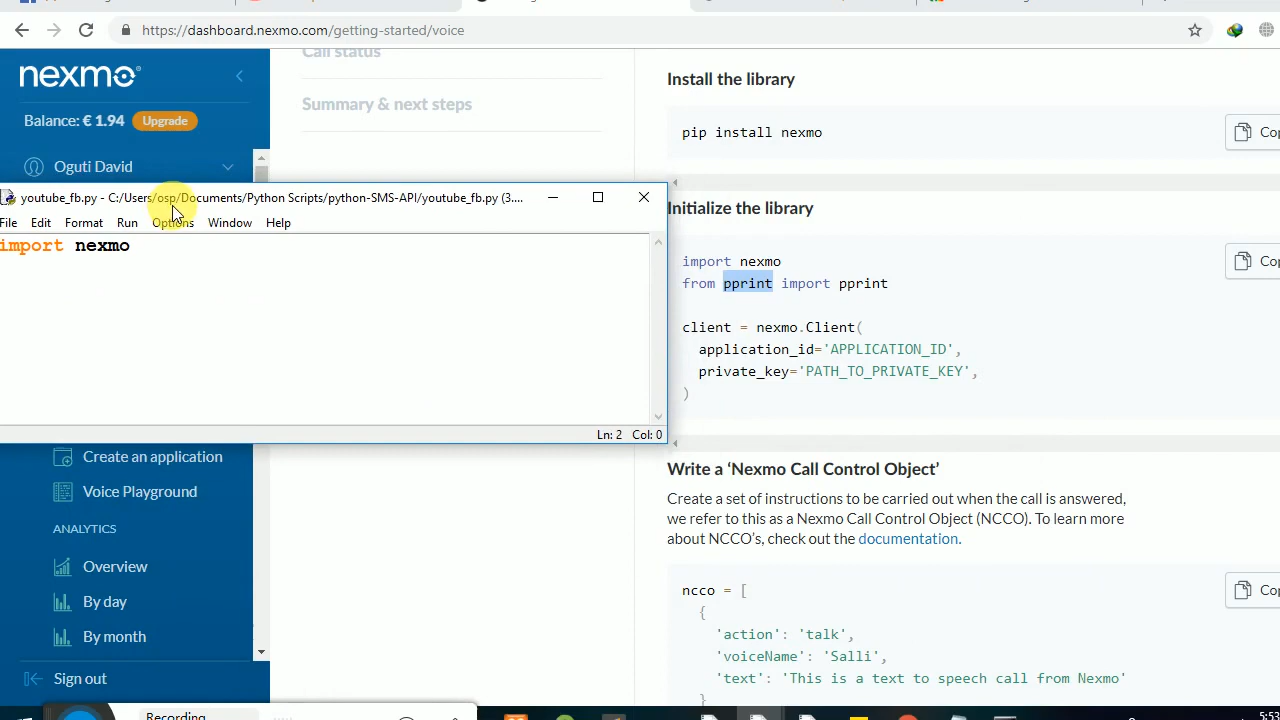 https://dashboard.nexmo.com/getting-started/voice
nexmo
Balance: € 1.94 Upgrade
Oguti David
Call status
Summary & next steps
youtube_fb.py - C:/Users/osp/Documents/Python Scripts/python-SMS-API/youtube_fb.py (3....
File Edit Format Run Options Window Help
import nexmo
Ln: 2 Col: 0
Create an application
Voice Playground
ANALYTICS
Overview
By day
By month
Sign out
Install the library
pip install nexmo
Co
Initialize the library
import nexmo
Co
from pprint import pprint
client = nexmo.Client(
application_id='APPLICATION_ID',
private_key='PATH_TO_PRIVATE_KEY',
)
Write a ‘Nexmo Call Control Object’
Create a set of instructions to be carried out when the call is answered,
we refer to this as a Nexmo Call Control Object (NCCO). To learn more
about NCCO’s, check out the documentation.
ncco = [
Co
{
'action': 'talk',
'voiceName': 'Salli',
'text': 'This is a text to speech call from Nexmo'
}
Recording
5:53